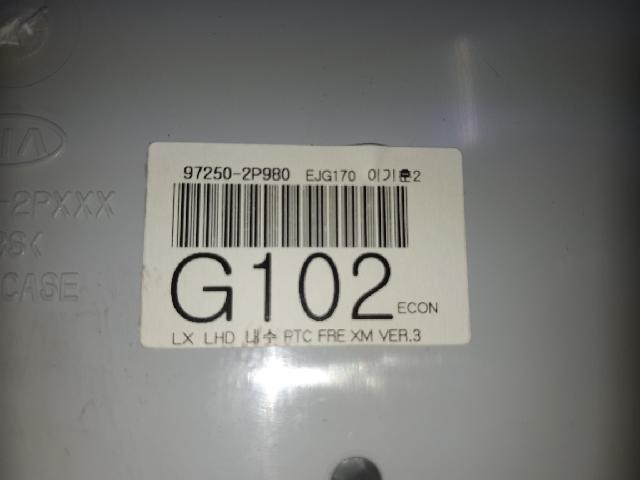 KIA
97250-2P980 EJG170 이기훈2
-2PXXX
G102 ECON
CASE
LX LHD 내수 PTC FRE XM VER.3